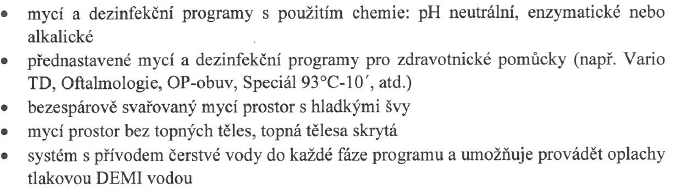 • mycí a dezinfekční programy s použitím chemie: pH neutrální, enzymatické nebo
alkalické
• přednastavené mycí a dezinfekční programy pro zdravotnické pomůcky (např. Vario
TD, Oftalmologie, OP-obuv, Speciál 93°C-10´, atd.)
• bezespárově svařovaný mycí prostor s hladkými švy
• mycí prostor bez topných těles, topná tělesa skrytá
• systém s přívodem čerstvé vody do každé fáze programu a umožňuje provádět oplachy
tlakovou DEMI vodou